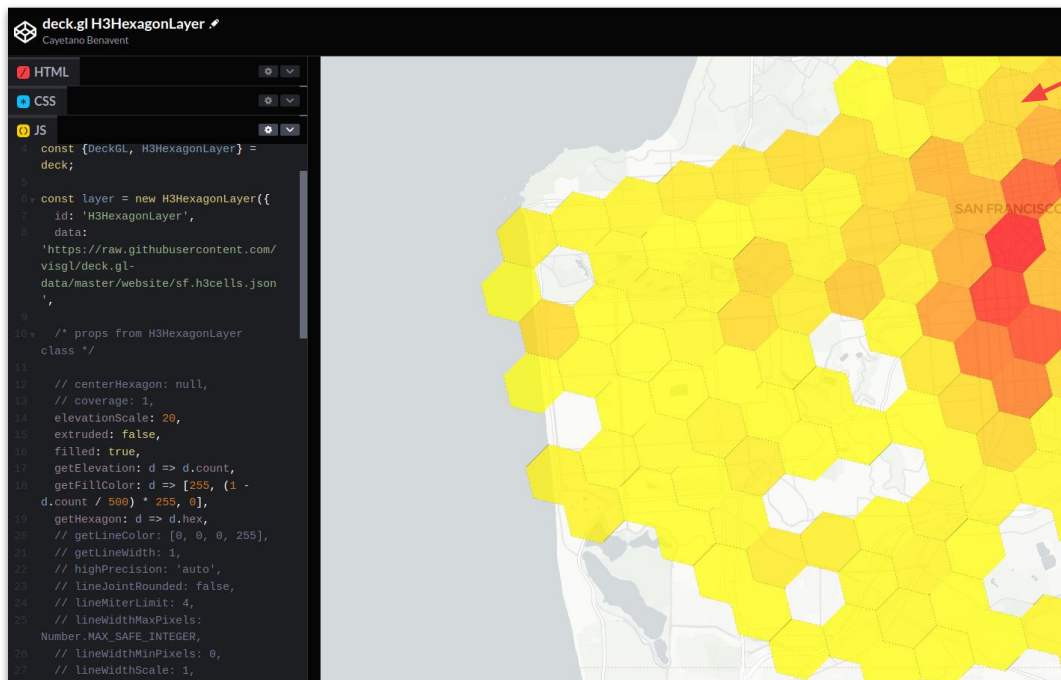 deck.gl H3HexagonLayer
Cayetano Benavent
HTML
CSS
JS
4 const {DeckGL, H3HexagonLayer} =
deck;
5
6 const layer = new H3HexagonLayer({
7 id: 'H3HexagonLayer',
8 data:
'https://raw.githubusercontent.com/
visgl/deck.gl-
data/master/website/sf.h3cells.json
',
9
10 /* props from H3HexagonLayer
class */
11
12 // centerHexagon: null,
13 // coverage: 1,
14 elevationScale: 20,
15 extruded: false,
16 filled: true,
17 getElevation: d => d.count,
18 getFillColor: d => [255, (1 -
d.count / 500) * 255, 0],
19 getHexagon: d => d.hex,
20 // getLineColor: [0, 0, 0, 255],
21 // getLineWidth: 1,
22 // highPrecision: 'auto',
23 // lineJointRounded: false,
24 // lineMiterLimit: 4,
25 // lineWidthMaxPixels:
Number.MAX_SAFE_INTEGER,
26 // lineWidthMinPixels: 0,
27 // lineWidthScale: 1,
SAN FRANCISCO